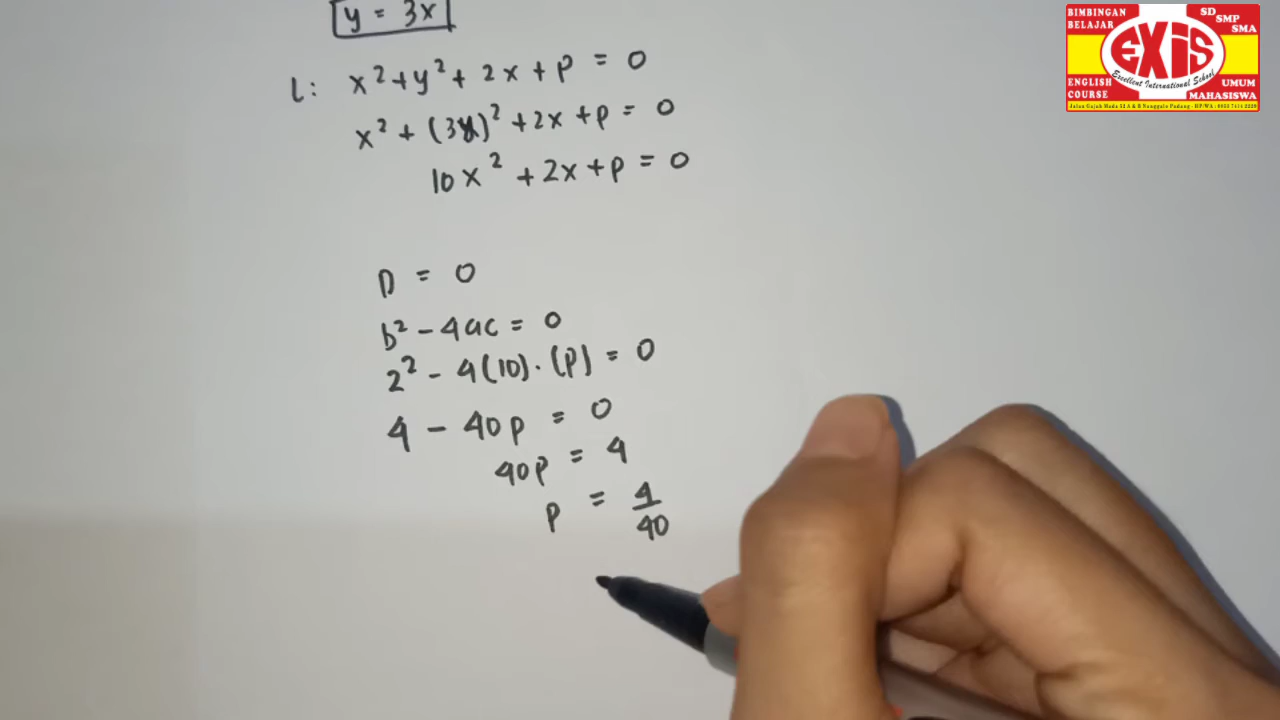 y = 3x
L: x² + y² + 2x + p = 0
x² + (3x)² + 2x + p = 0
10x² + 2x + p = 0
D = 0
b² - 4ac = 0
2² - 4(10) · (p) = 0
4 - 40p = 0
40p = 4
p = 4/40
BIMBINGAN BELAJAR
SD SMP SMA
EXIS
Excellent International School
ENGLISH COURSE
UMUM MAHASISWA